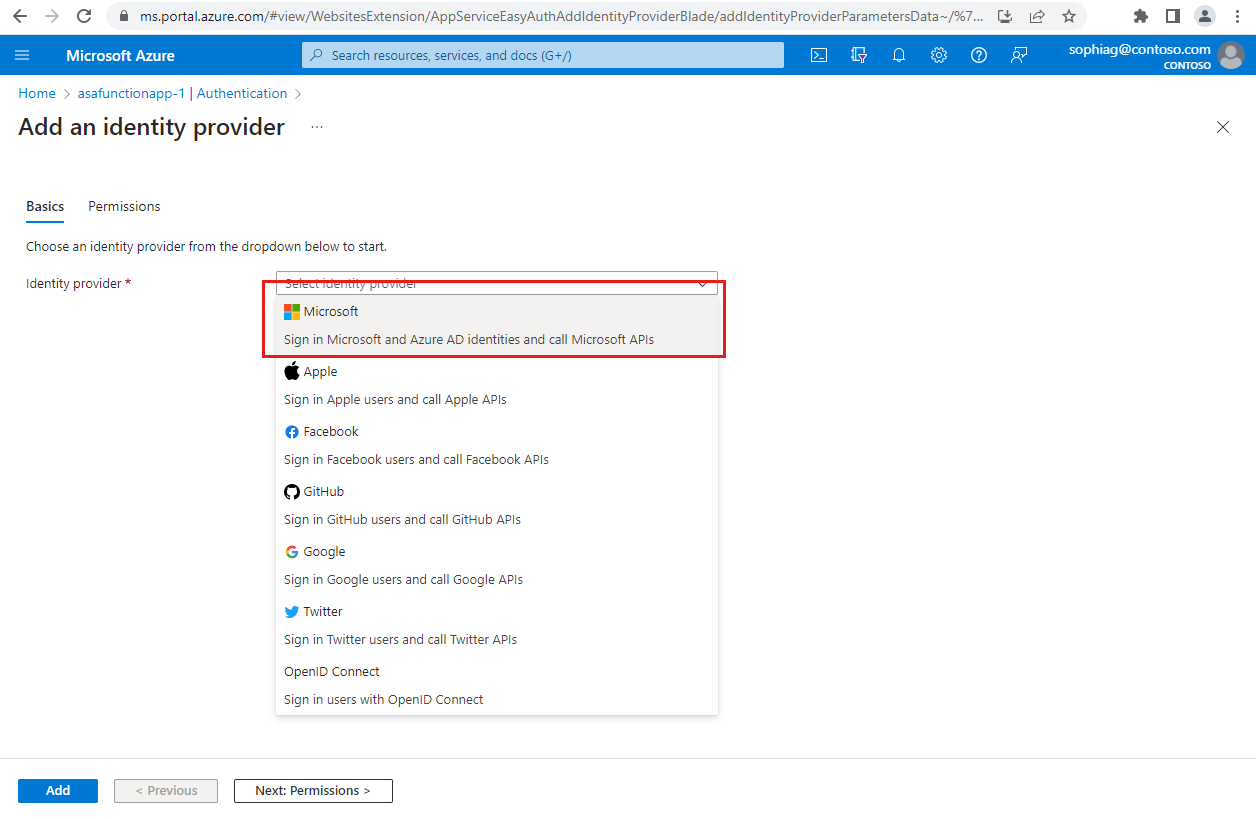 ms.portal.azure.com/#view/WebsitesExtension/AppServiceEasyAuthAddIdentityProviderBlade/addIdentityProviderParametersData~/%7...
Microsoft Azure
Search resources, services, and docs (G+/)
sophiag@contoso.com
CONTOSO
Home > asafunctionapp-1 | Authentication >
Add an identity provider ...
Basics Permissions
Choose an identity provider from the dropdown below to start.
Identity provider *
Select identity provider
Microsoft
Sign in Microsoft and Azure AD identities and call Microsoft APIs
Apple
Sign in Apple users and call Apple APIs
Facebook
Sign in Facebook users and call Facebook APIs
GitHub
Sign in GitHub users and call GitHub APIs
Google
Sign in Google users and call Google APIs
Twitter
Sign in Twitter users and call Twitter APIs
OpenID Connect
Sign in users with OpenID Connect
Add
< Previous
Next: Permissions >